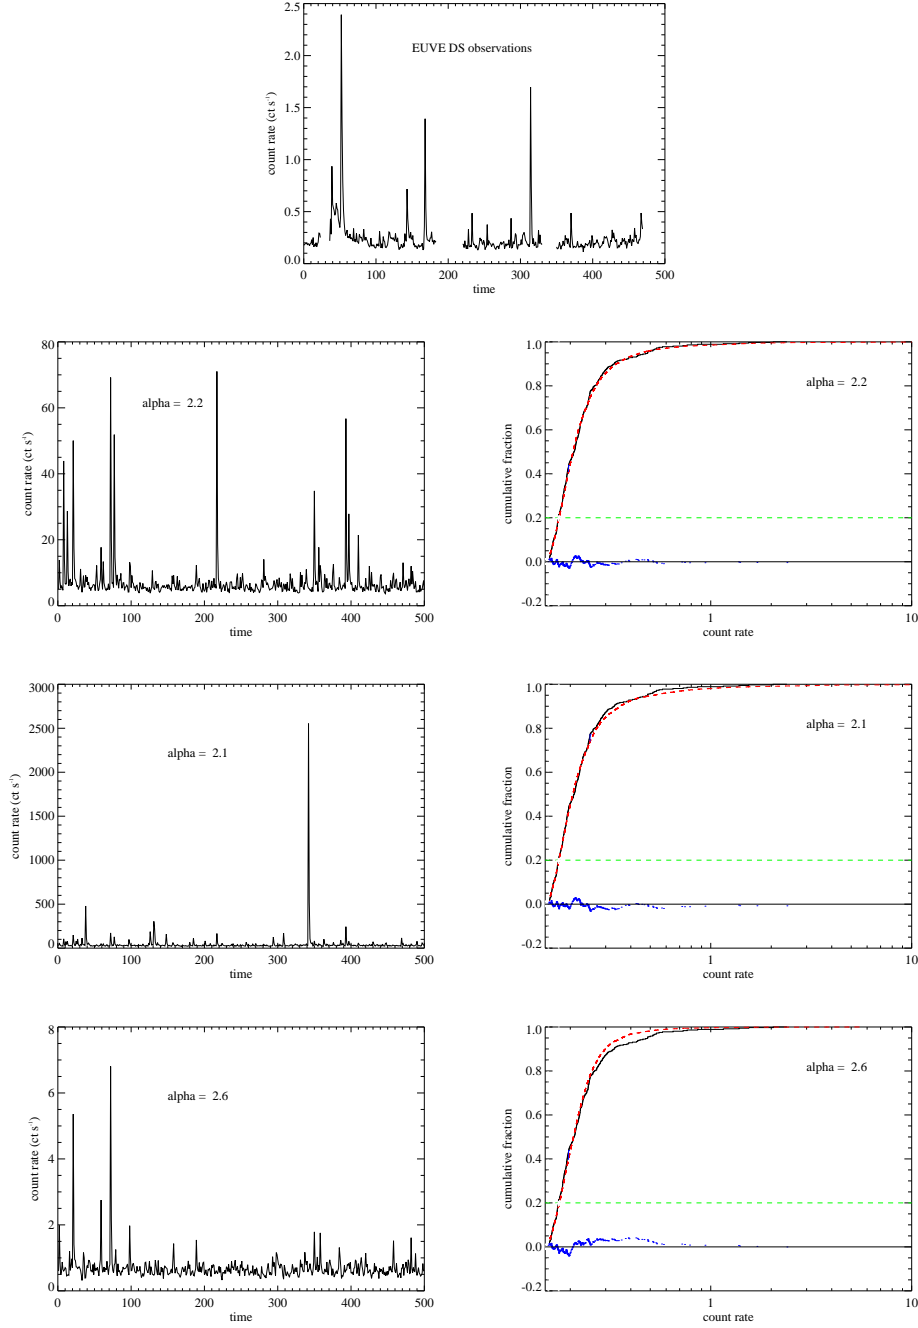 2.5
2.0
1.5
1.0
0.5
0.0
count rate (ct s⁻¹)
EUVE DS observations
0 100 200 300 400 500
time
80
60
40
20
0
count rate (ct s⁻¹)
alpha = 2.2
0 100 200 300 400 500
time
1.0
0.8
0.6
0.4
0.2
0.0
-0.2
cumulative fraction
alpha = 2.2
1 10
count rate
3000
2500
2000
1500
1000
500
0
count rate (ct s⁻¹)
alpha = 2.1
0 100 200 300 400 500
time
1.0
0.8
0.6
0.4
0.2
0.0
-0.2
cumulative fraction
alpha = 2.1
1 10
count rate
8
6
4
2
0
count rate (ct s⁻¹)
alpha = 2.6
0 100 200 300 400 500
time
1.0
0.8
0.6
0.4
0.2
0.0
-0.2
cumulative fraction
alpha = 2.6
1 10
count rate